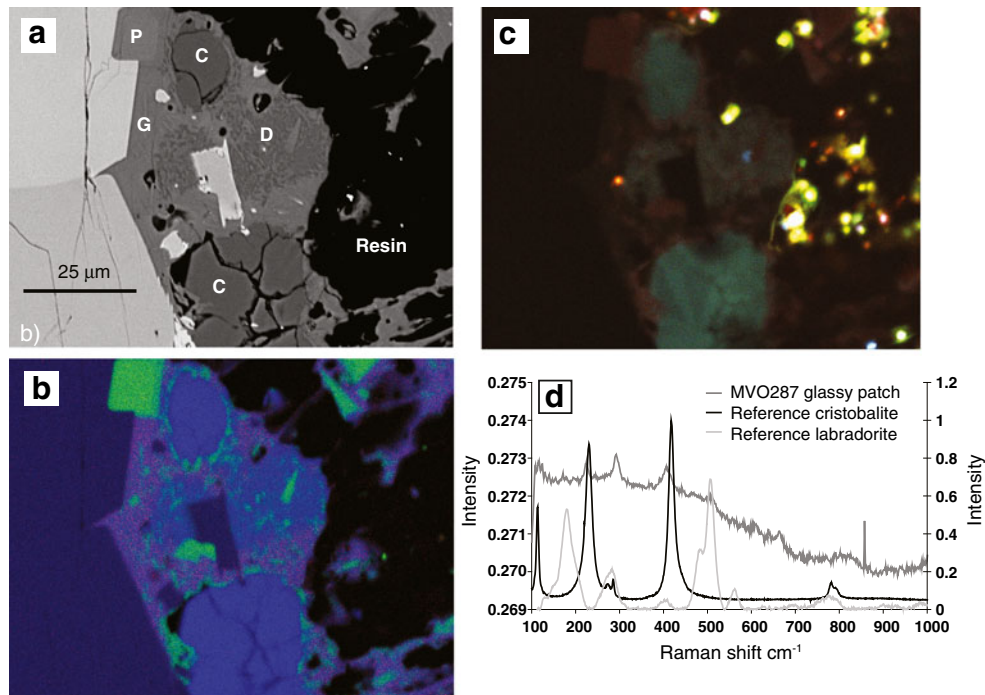 a
P
C
G
D
Resin
25 μm
C
b)
c
b
d
MVO287 glassy patch
Reference cristobalite
Reference labradorite
0.275
0.274
0.273
0.272
0.271
0.270
0.269
Intensity
1.2
1
0.8
0.6
0.4
0.2
0
Intensity
100 200 300 400 500 600 700 800 900 1000
Raman shift cm-1